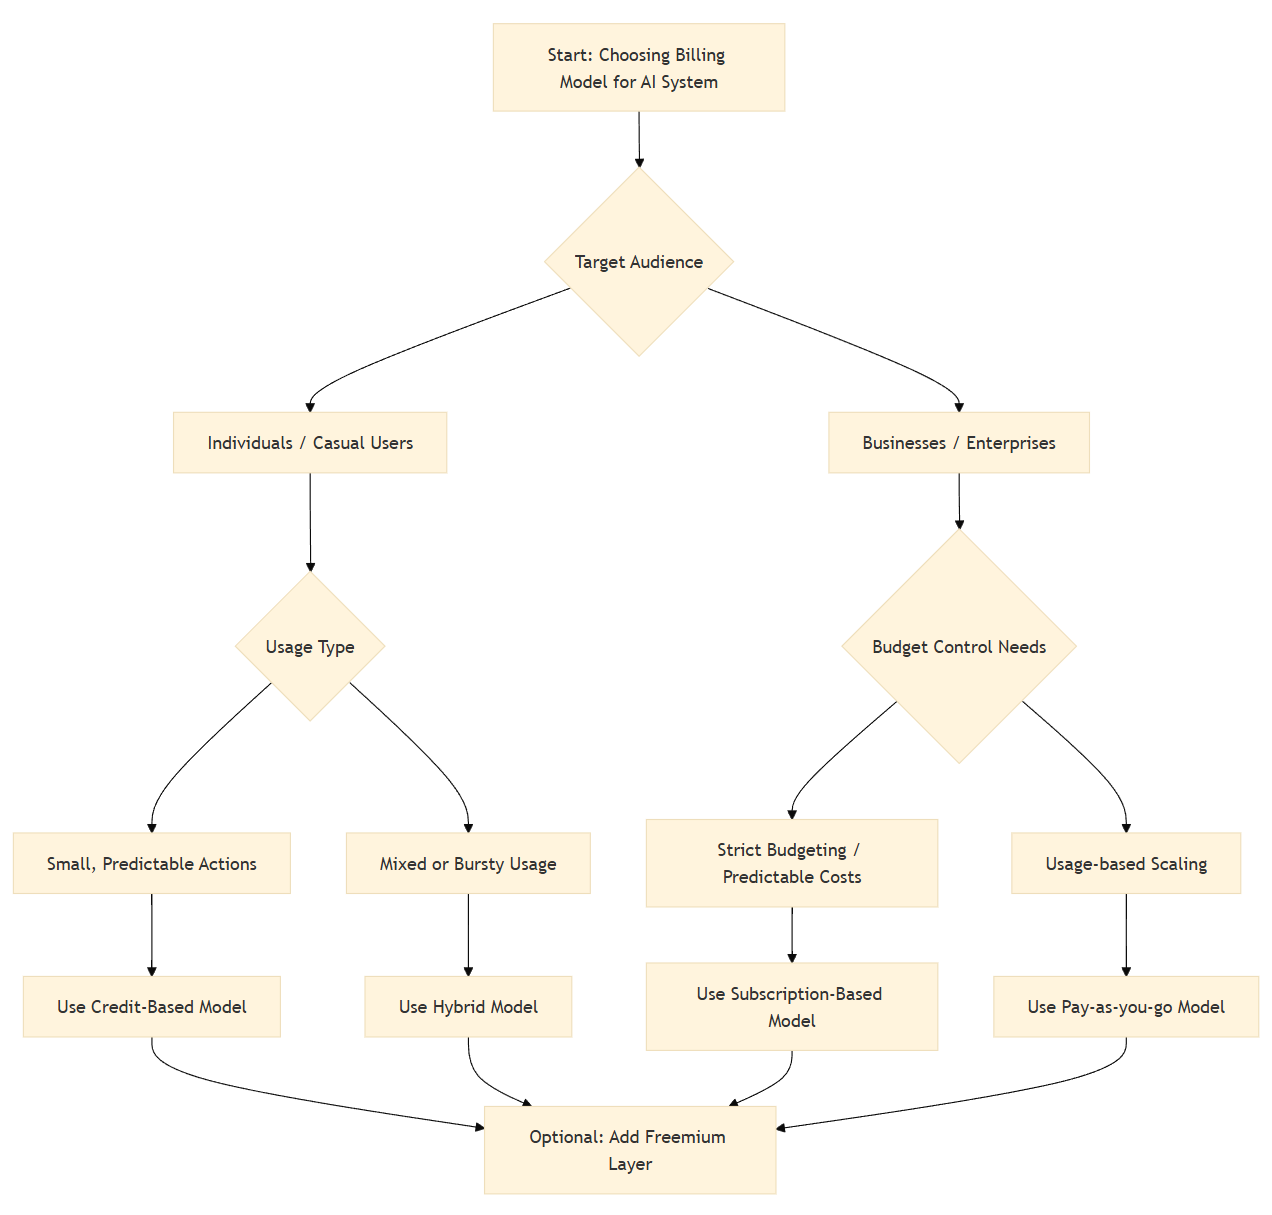 Start: Choosing Billing
Model for AI System
Target Audience
Individuals / Casual Users
Businesses / Enterprises
Usage Type
Budget Control Needs
Small, Predictable Actions
Mixed or Bursty Usage
Strict Budgeting /
Predictable Costs
Usage-based Scaling
Use Credit-Based Model
Use Hybrid Model
Use Subscription-Based
Model
Use Pay-as-you-go Model
Optional: Add Freemium
Layer